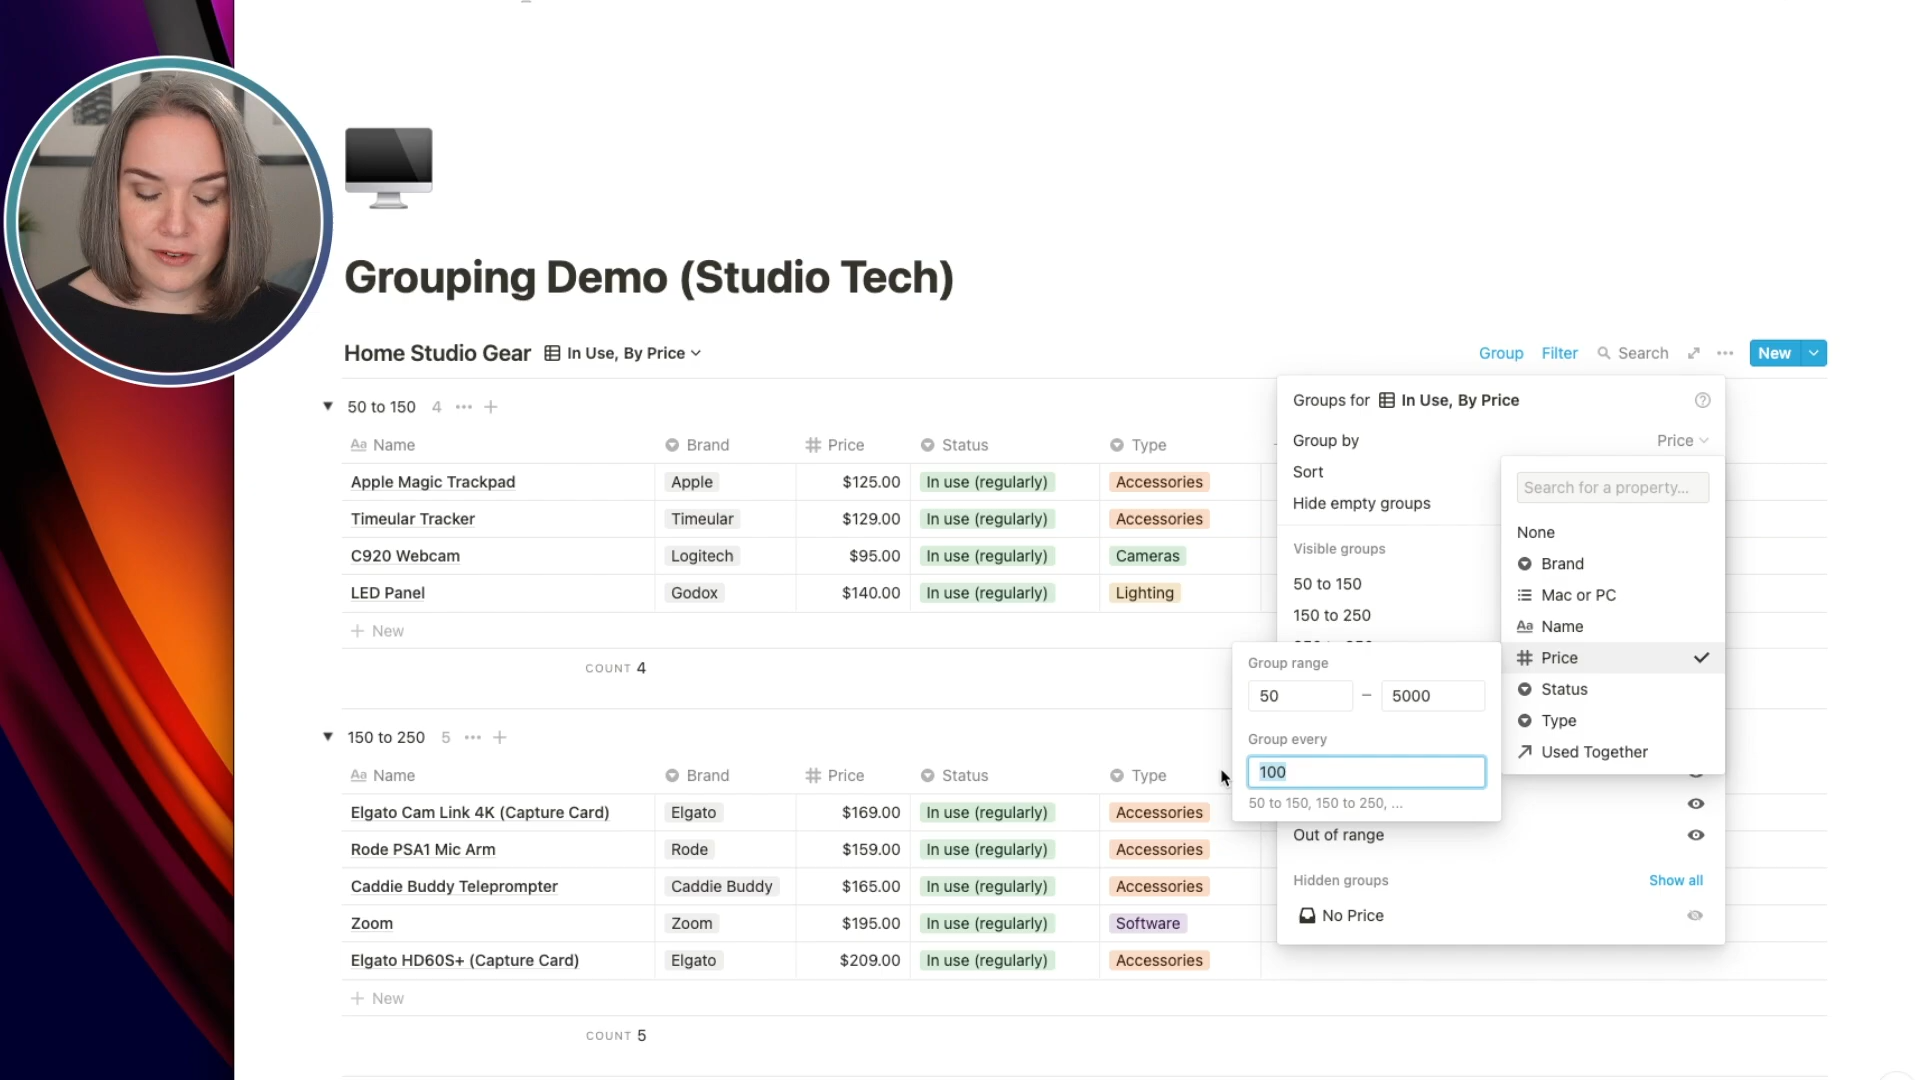 Grouping Demo (Studio Tech)
Home Studio Gear In Use, By Price
Group Filter Search New
50 to 150 4
Aa Name Brand # Price Status Type
Apple Magic Trackpad Apple $125.00 In use (regularly) Accessories
Timeular Tracker Timeular $129.00 In use (regularly) Accessories
C920 Webcam Logitech $95.00 In use (regularly) Cameras
LED Panel Godox $140.00 In use (regularly) Lighting
+ New
COUNT 4
150 to 250 5
Aa Name Brand # Price Status Type
Elgato Cam Link 4K (Capture Card) Elgato $169.00 In use (regularly) Accessories
Rode PSA1 Mic Arm Rode $159.00 In use (regularly) Accessories
Caddie Buddy Teleprompter Caddie Buddy $165.00 In use (regularly) Accessories
Zoom Zoom $195.00 In use (regularly) Software
Elgato HD60S+ (Capture Card) Elgato $209.00 In use (regularly) Accessories
+ New
COUNT 5
Groups for In Use, By Price
Group by Price
Sort
Hide empty groups
Visible groups
50 to 150
150 to 250
Out of range
Hidden groups Show all
No Price
Search for a property...
None
Brand
Mac or PC
Aa Name
# Price
Status
Type
Used Together
Group range
50 – 5000
Group every
100
50 to 150, 150 to 250, ...